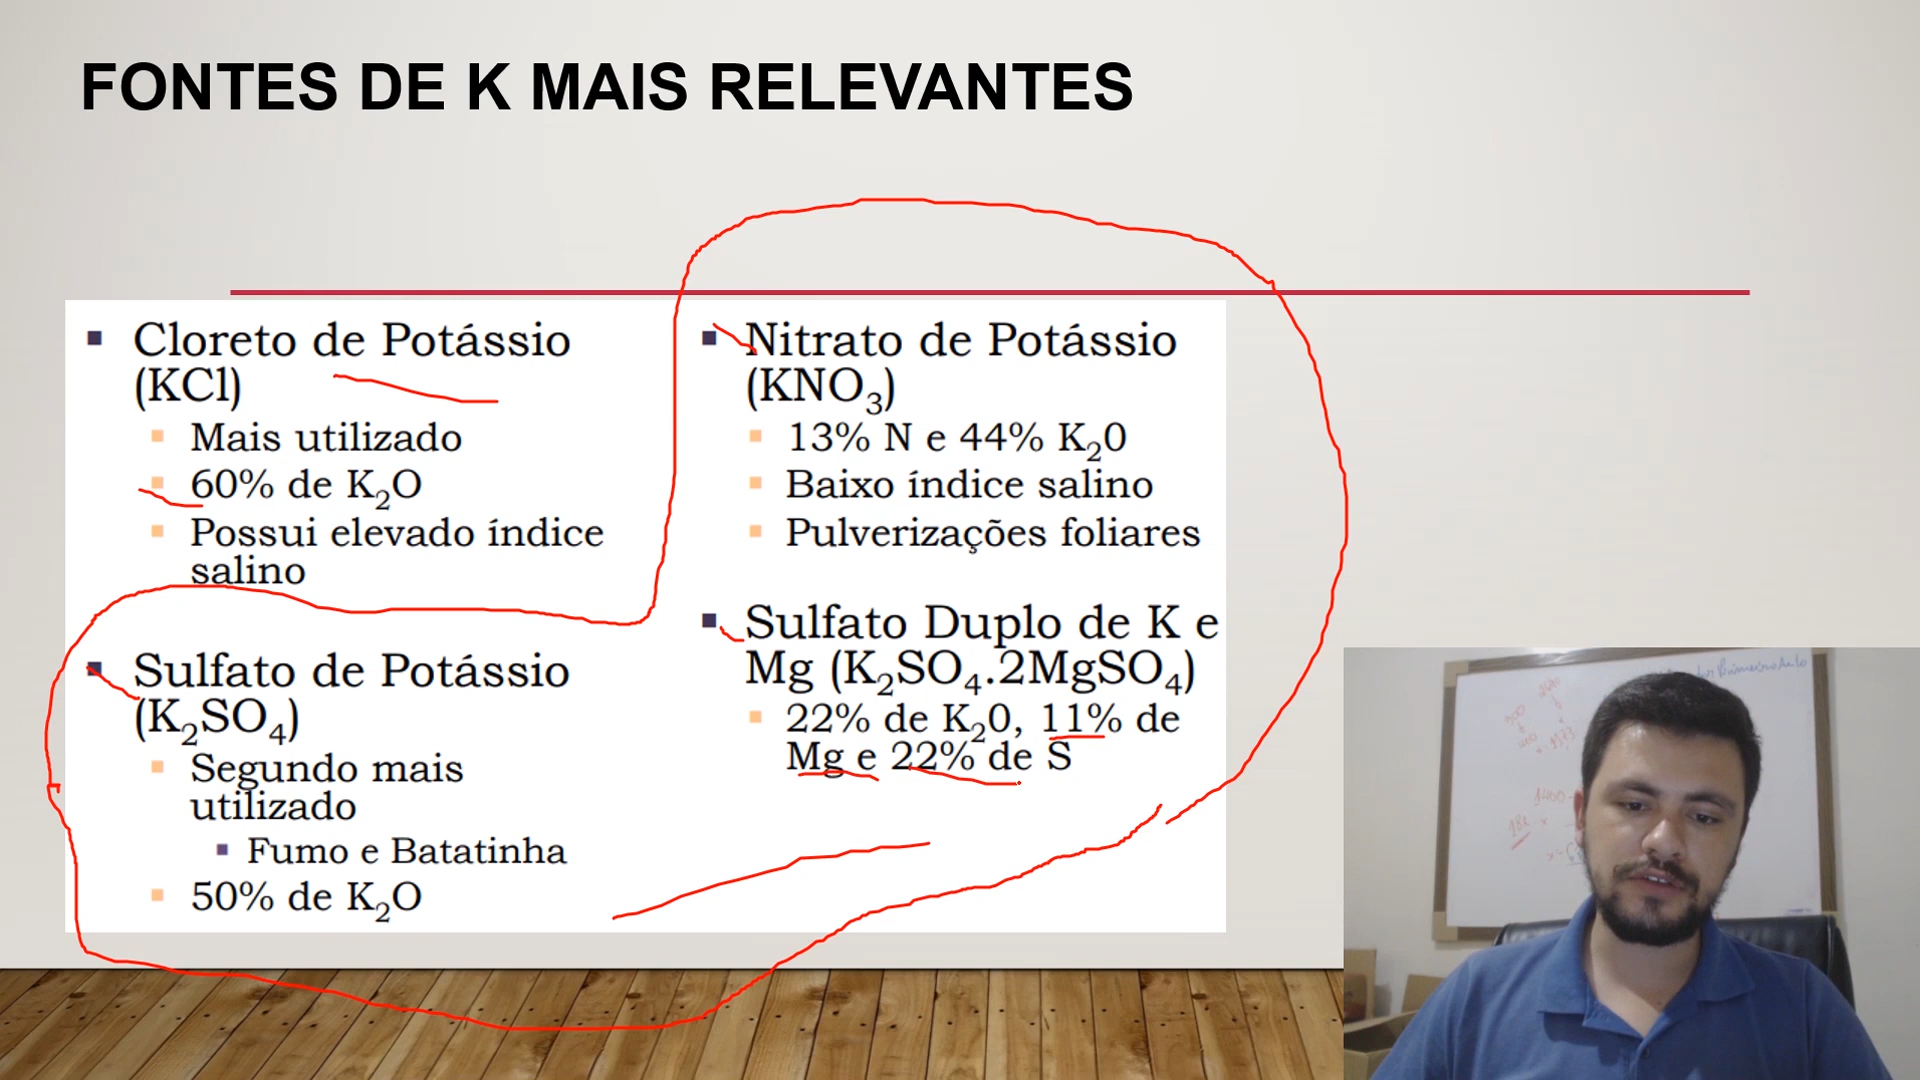 FONTES DE K MAIS RELEVANTES
Cloreto de Potássio
(KCl)
Mais utilizado
60% de K₂O
Possui elevado índice
salino
Sulfato de Potássio
(K₂SO₄)
Segundo mais
utilizado
Fumo e Batatinha
50% de K₂O
Nitrato de Potássio
(KNO₃)
13% N e 44% K₂0
Baixo índice salino
Pulverizações foliares
Sulfato Duplo de K e
Mg (K₂SO₄.2MgSO₄)
22% de K₂0, 11% de
Mg e 22% de S